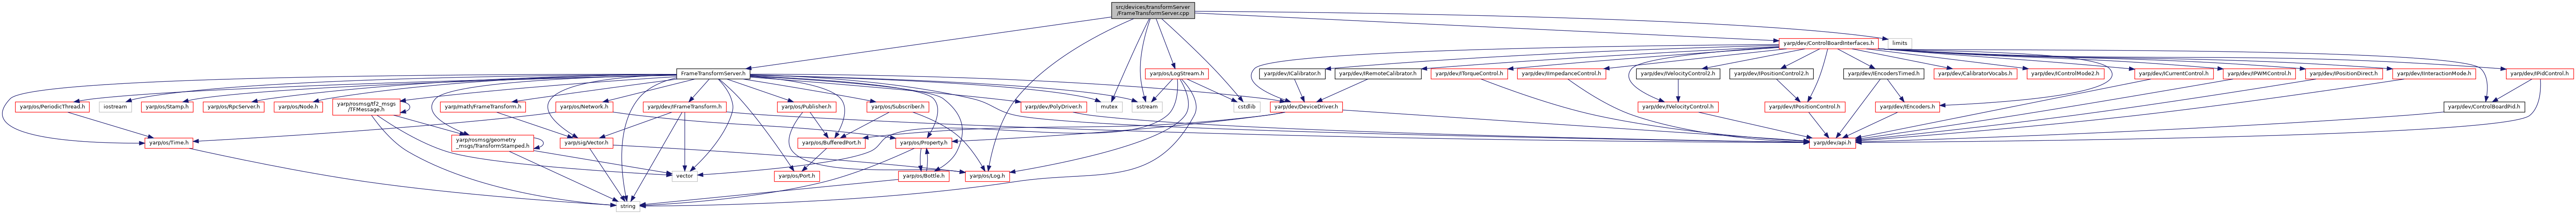 src/devices/transformServer
/FrameTransformServer.cpp
yarp/dev/ControlBoardInterfaces.h
limits
FrameTransformServer.h
yarp/os/LogStream.h
yarp/dev/ICalibrator.h
yarp/dev/IRemoteCalibrator.h
yarp/dev/ITorqueControl.h
yarp/dev/IImpedanceControl.h
yarp/dev/IVelocityControl2.h
yarp/dev/IPositionControl2.h
yarp/dev/IEncodersTimed.h
yarp/dev/CalibratorVocabs.h
yarp/dev/IControlMode2.h
yarp/dev/ICurrentControl.h
yarp/dev/IPWMControl.h
yarp/dev/IPositionDirect.h
yarp/dev/IInteractionMode.h
yarp/dev/IPidControl.h
yarp/os/PeriodicThread.h
iostream
yarp/os/Stamp.h
yarp/os/RpcServer.h
yarp/os/Node.h
yarp/rosmsg/tf2_msgs
/TFMessage.h
yarp/math/FrameTransform.h
yarp/os/Network.h
yarp/dev/IFrameTransform.h
yarp/os/Publisher.h
yarp/os/Subscriber.h
yarp/dev/PolyDriver.h
mutex
sstream
cstdlib
yarp/dev/DeviceDriver.h
yarp/dev/IVelocityControl.h
yarp/dev/IPositionControl.h
yarp/dev/IEncoders.h
yarp/dev/ControlBoardPid.h
yarp/os/Time.h
yarp/rosmsg/geometry
_msgs/TransformStamped.h
yarp/sig/Vector.h
yarp/os/BufferedPort.h
yarp/os/Property.h
yarp/dev/api.h
vector
yarp/os/Port.h
yarp/os/Bottle.h
yarp/os/Log.h
string